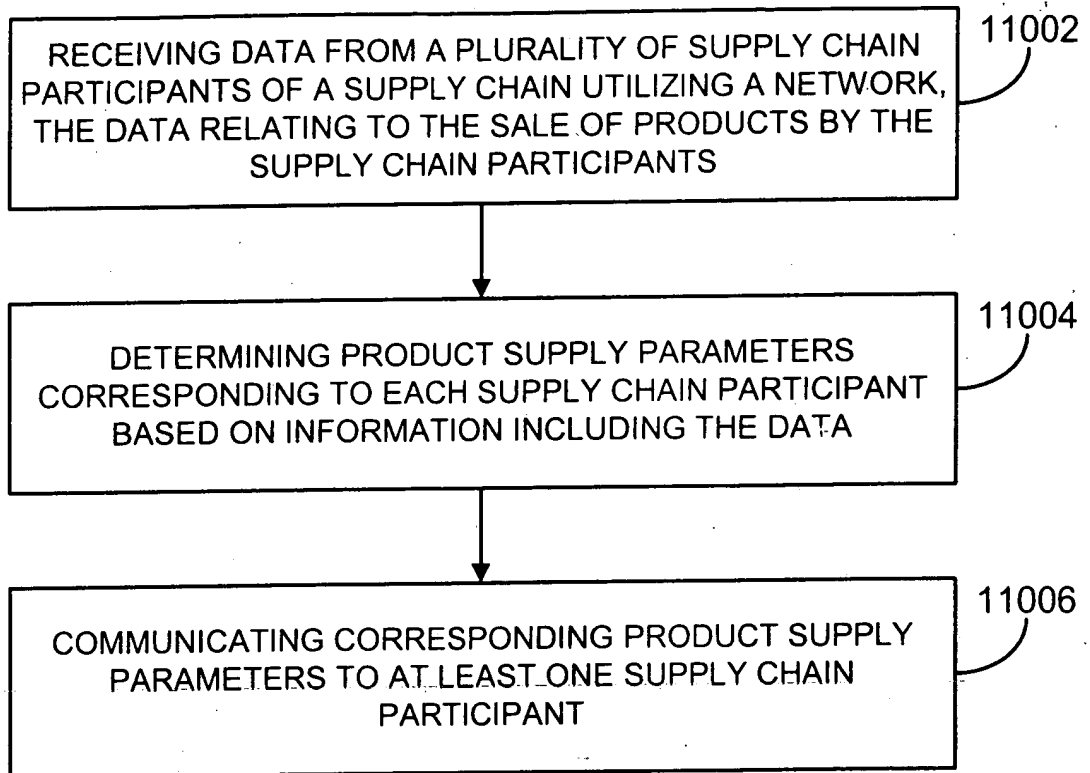 11002
RECEIVING DATA FROM A PLURALITY OF SUPPLY CHAIN
PARTICIPANTS OF A SUPPLY CHAIN UTILIZING A NETWORK,
THE DATA RELATING TO THE SALE OF PRODUCTS BY THE
SUPPLY CHAIN PARTICIPANTS
11004
DETERMINING PRODUCT SUPPLY PARAMETERS
CORRESPONDING TO EACH SUPPLY CHAIN PARTICIPANT
BASED ON INFORMATION INCLUDING THE DATA
11006
COMMUNICATING CORRESPONDING PRODUCT SUPPLY
PARAMETERS TO AT LEAST ONE SUPPLY CHAIN
PARTICIPANT